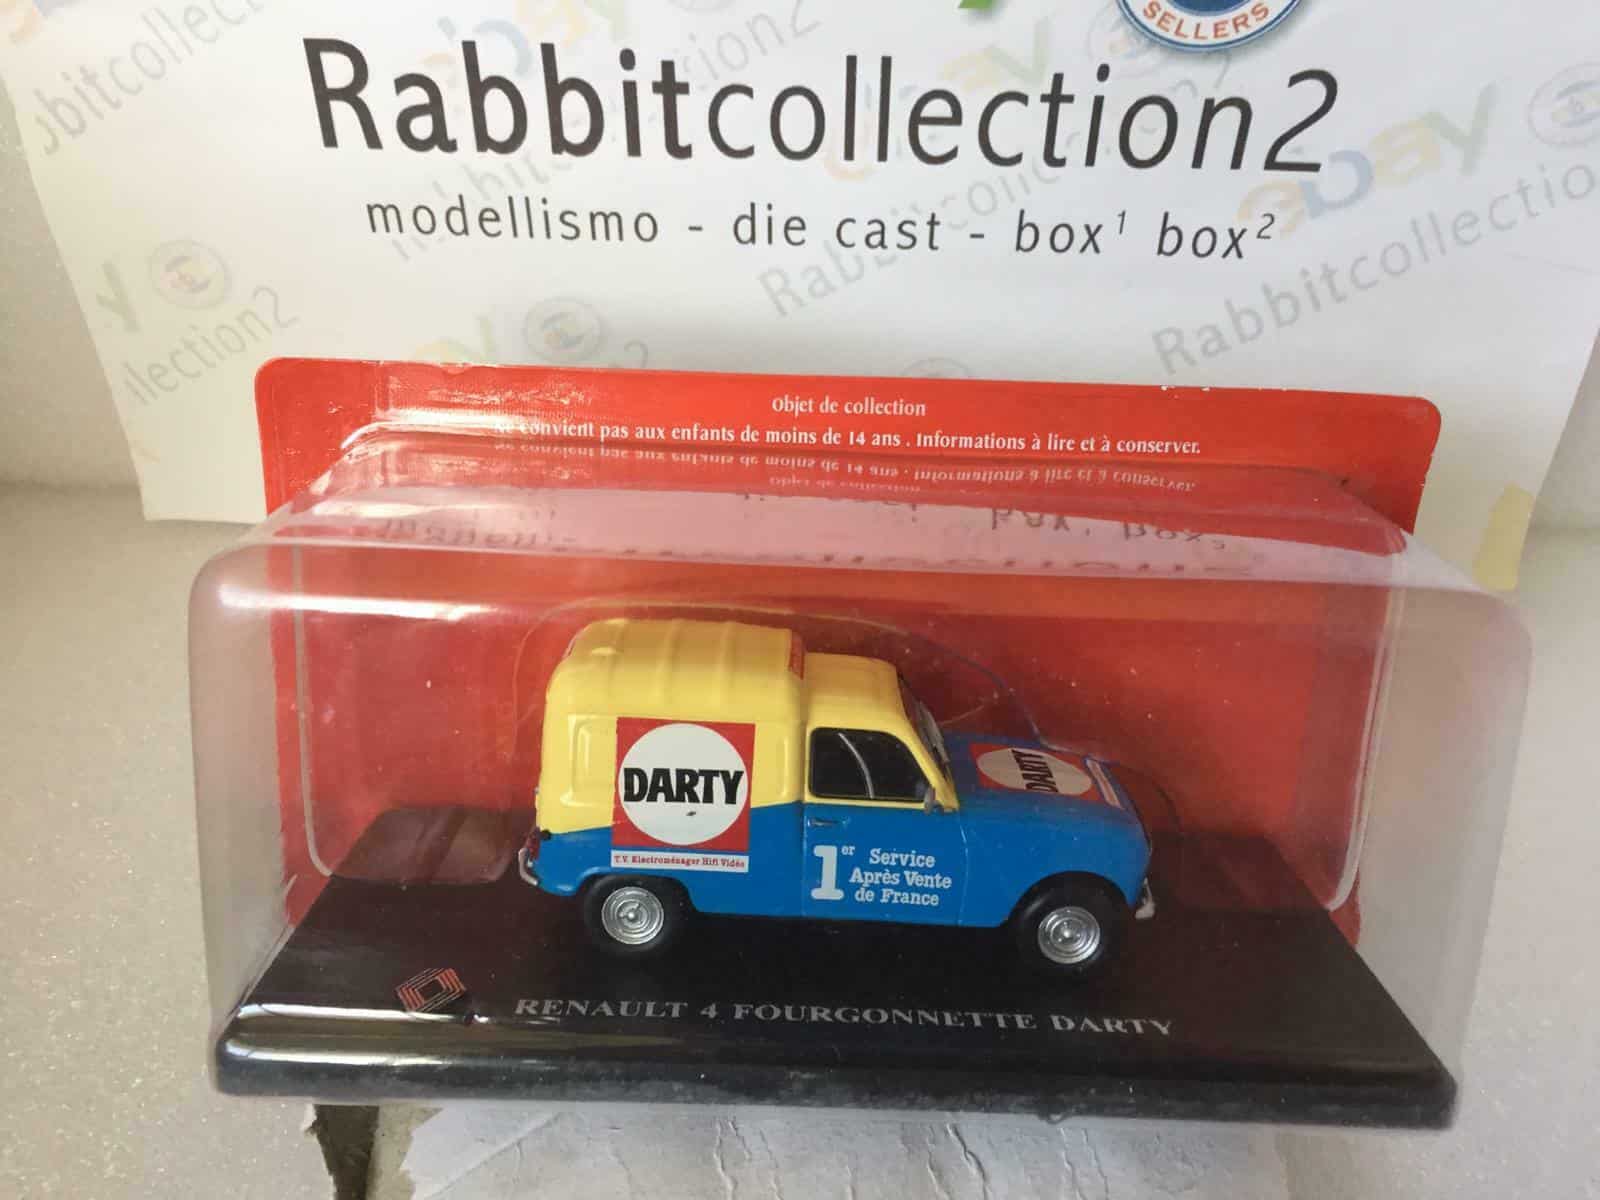 SELLERS
Rabbitcollection2
modellismo - die cast - box¹ box²
Objet de collection
Ne convient pas aux enfants de moins de 14 ans . Informations à lire et à conserver.
DARTY
T.V. Electroménager Hifi Vidéo
DARTY
1er Service
Après Vente
de France
RENAULT 4 FOURGONNETTE DARTY
ebay
Rabbitcollection2